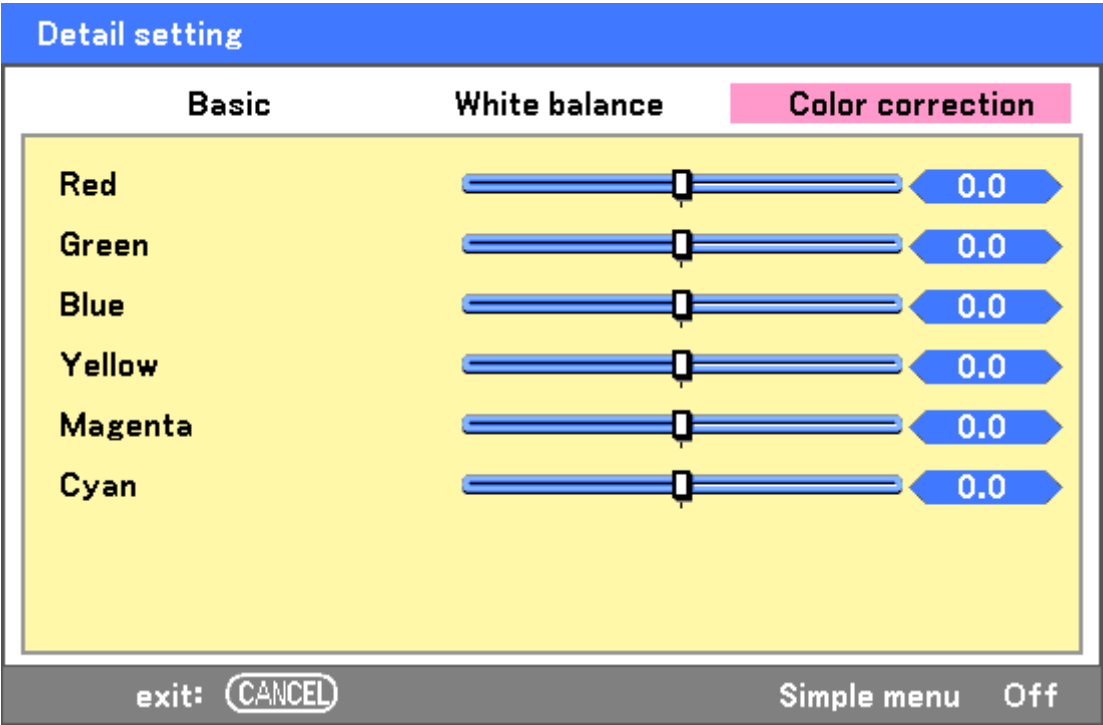 Detail setting
Basic White balance Color correction
Red 0.0
Green 0.0
Blue 0.0
Yellow 0.0
Magenta 0.0
Cyan 0.0
exit: CANCEL Simple menu Off